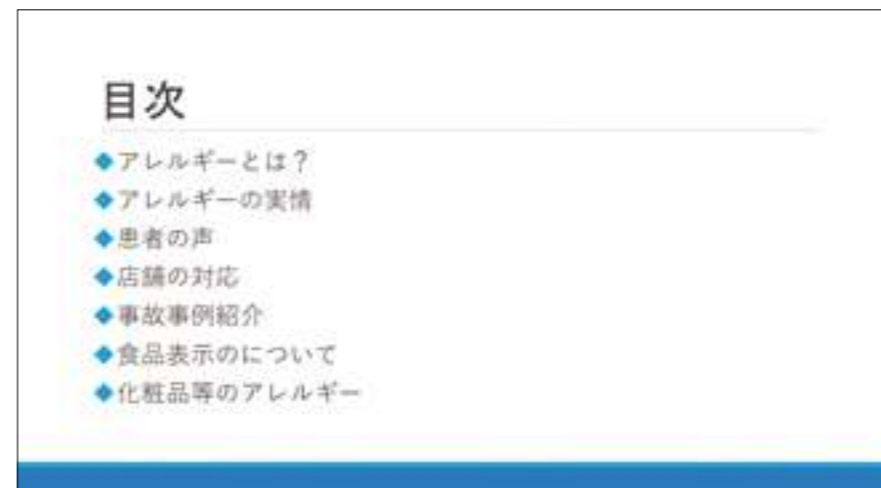 目次
アレルギーとは？
アレルギーの実情
患者の声
店舗の対応
事故事例紹介
食品表示のについて
化粧品等のアレルギー